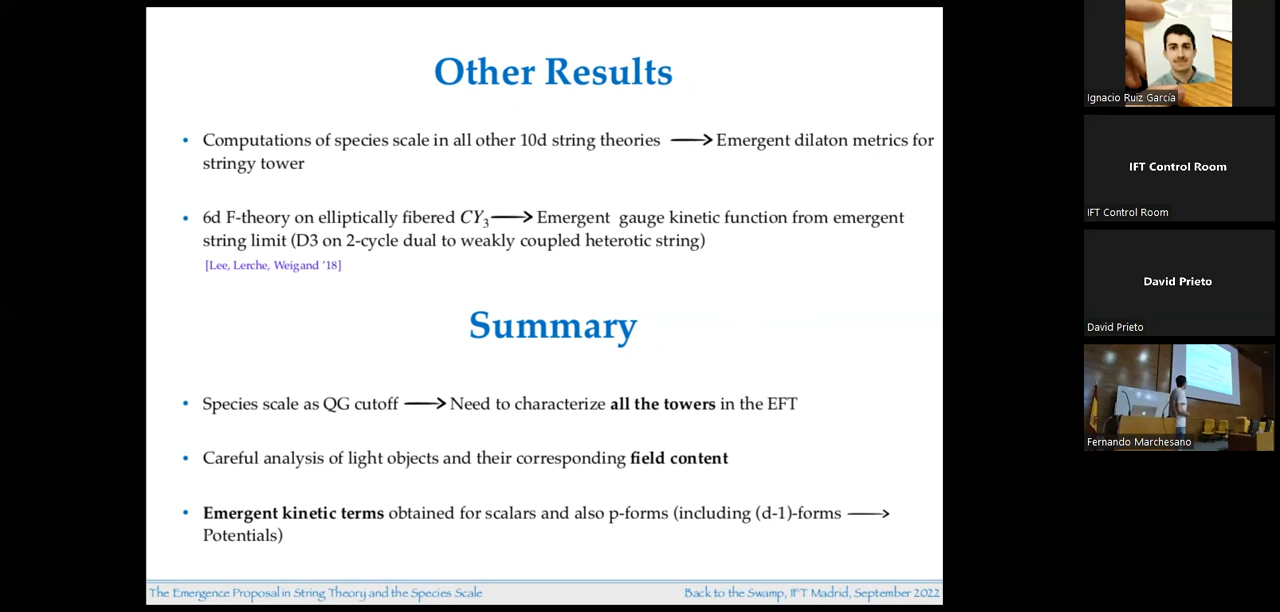 Other Results
• Computations of species scale in all other 10d string theories ⟶ Emergent dilaton metrics for
stringy tower
• 6d F-theory on elliptically fibered CY₃ ⟶ Emergent gauge kinetic function from emergent
string limit (D3 on 2-cycle dual to weakly coupled heterotic string)
[Lee, Lerche, Weigand '18]
Summary
• Species scale as QG cutoff ⟶ Need to characterize all the towers in the EFT
• Careful analysis of light objects and their corresponding field content
• Emergent kinetic terms obtained for scalars and also p-forms (including (d-1)-forms ⟶
Potentials)
The Emergence Proposal in String Theory and the Species Scale
Back to the Swamp, IFT Madrid, September 2022
Ignacio Ruiz García
IFT Control Room
IFT Control Room
David Prieto
David Prieto
Fernando Marchesano